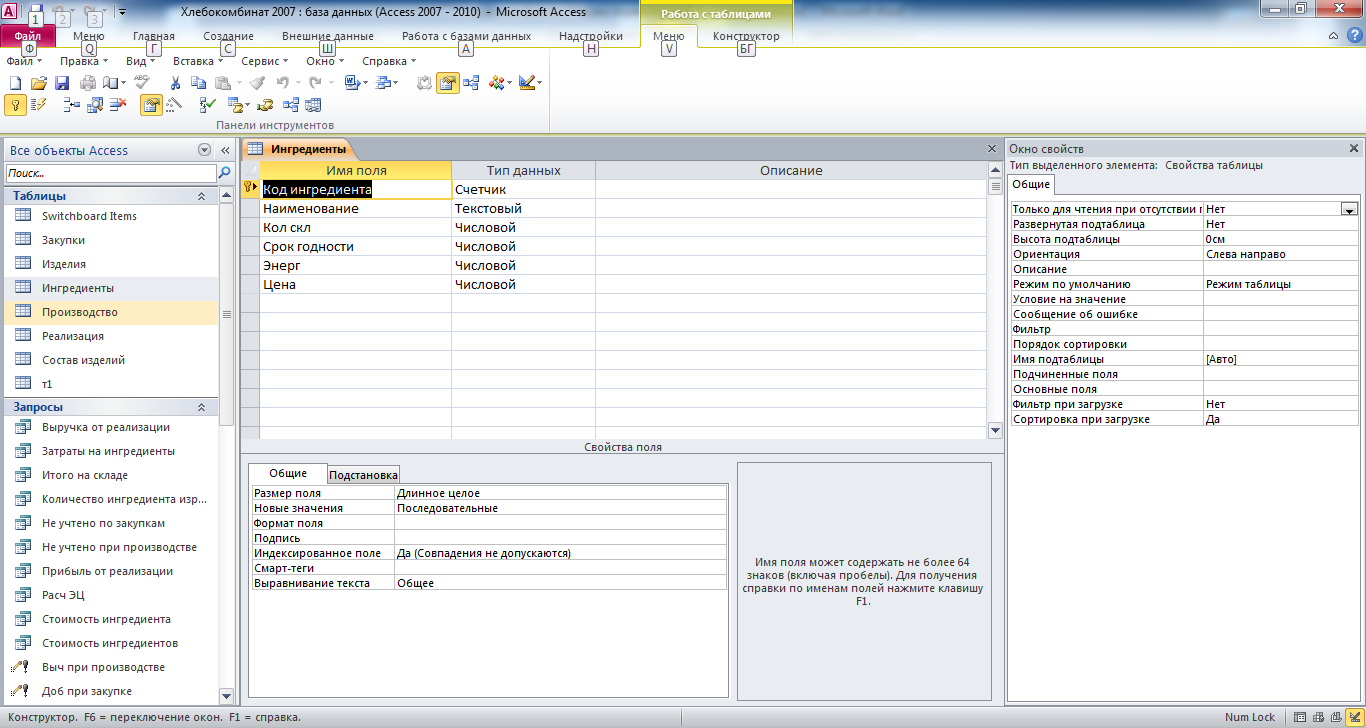 Хлебокомбинат 2007 : база данных (Access 2007 - 2010) - Microsoft Access
Работа с таблицами
1 2 3
Файл Меню Главная Создание Внешние данные Работа с базами данных Надстройки Меню Конструктор
Ф Q Г С Ш А Н V БГ
Файл Правка Вид Вставка Сервис Окно Справка
Панели инструментов
Все объекты Access
Поиск...
Таблицы
Switchboard Items
Закупки
Изделия
Ингредиенты
Производство
Реализация
Состав изделий
т1
Запросы
Выручка от реализации
Затраты на ингредиенты
Итого на складе
Количество ингредиента изр...
Не учтено по закупкам
Не учтено при производстве
Прибыль от реализации
Расч ЭЦ
Стоимость ингредиента
Стоимость ингредиентов
Выч при производстве
Доб при закупке
Ингредиенты
Имя поля Тип данных Описание
Код ингредиента Счетчик
Наименование Текстовый
Кол скл Числовой
Срок годности Числовой
Энерг Числовой
Цена Числовой
Свойства поля
Общие Подстановка
Размер поля Длинное целое
Новые значения Последовательные
Формат поля
Подпись
Индексированное поле Да (Совпадения не допускаются)
Смарт-теги
Выравнивание текста Общее
Имя поля может содержать не более 64
знаков (включая пробелы). Для получения
справки по именам полей нажмите клавишу
F1.
Окно свойств
Тип выделенного элемента: Свойства таблицы
Общие
Только для чтения при отсутствии Нет
Развернутая подтаблица Нет
Высота подтаблицы 0см
Ориентация Слева направо
Описание
Режим по умолчанию Режим таблицы
Условие на значение
Сообщение об ошибке
Фильтр
Порядок сортировки
Имя подтаблицы [Авто]
Подчиненные поля
Основные поля
Фильтр при загрузке Нет
Сортировка при загрузке Да
Конструктор. F6 = переключение окон. F1 = справка.
Num Lock